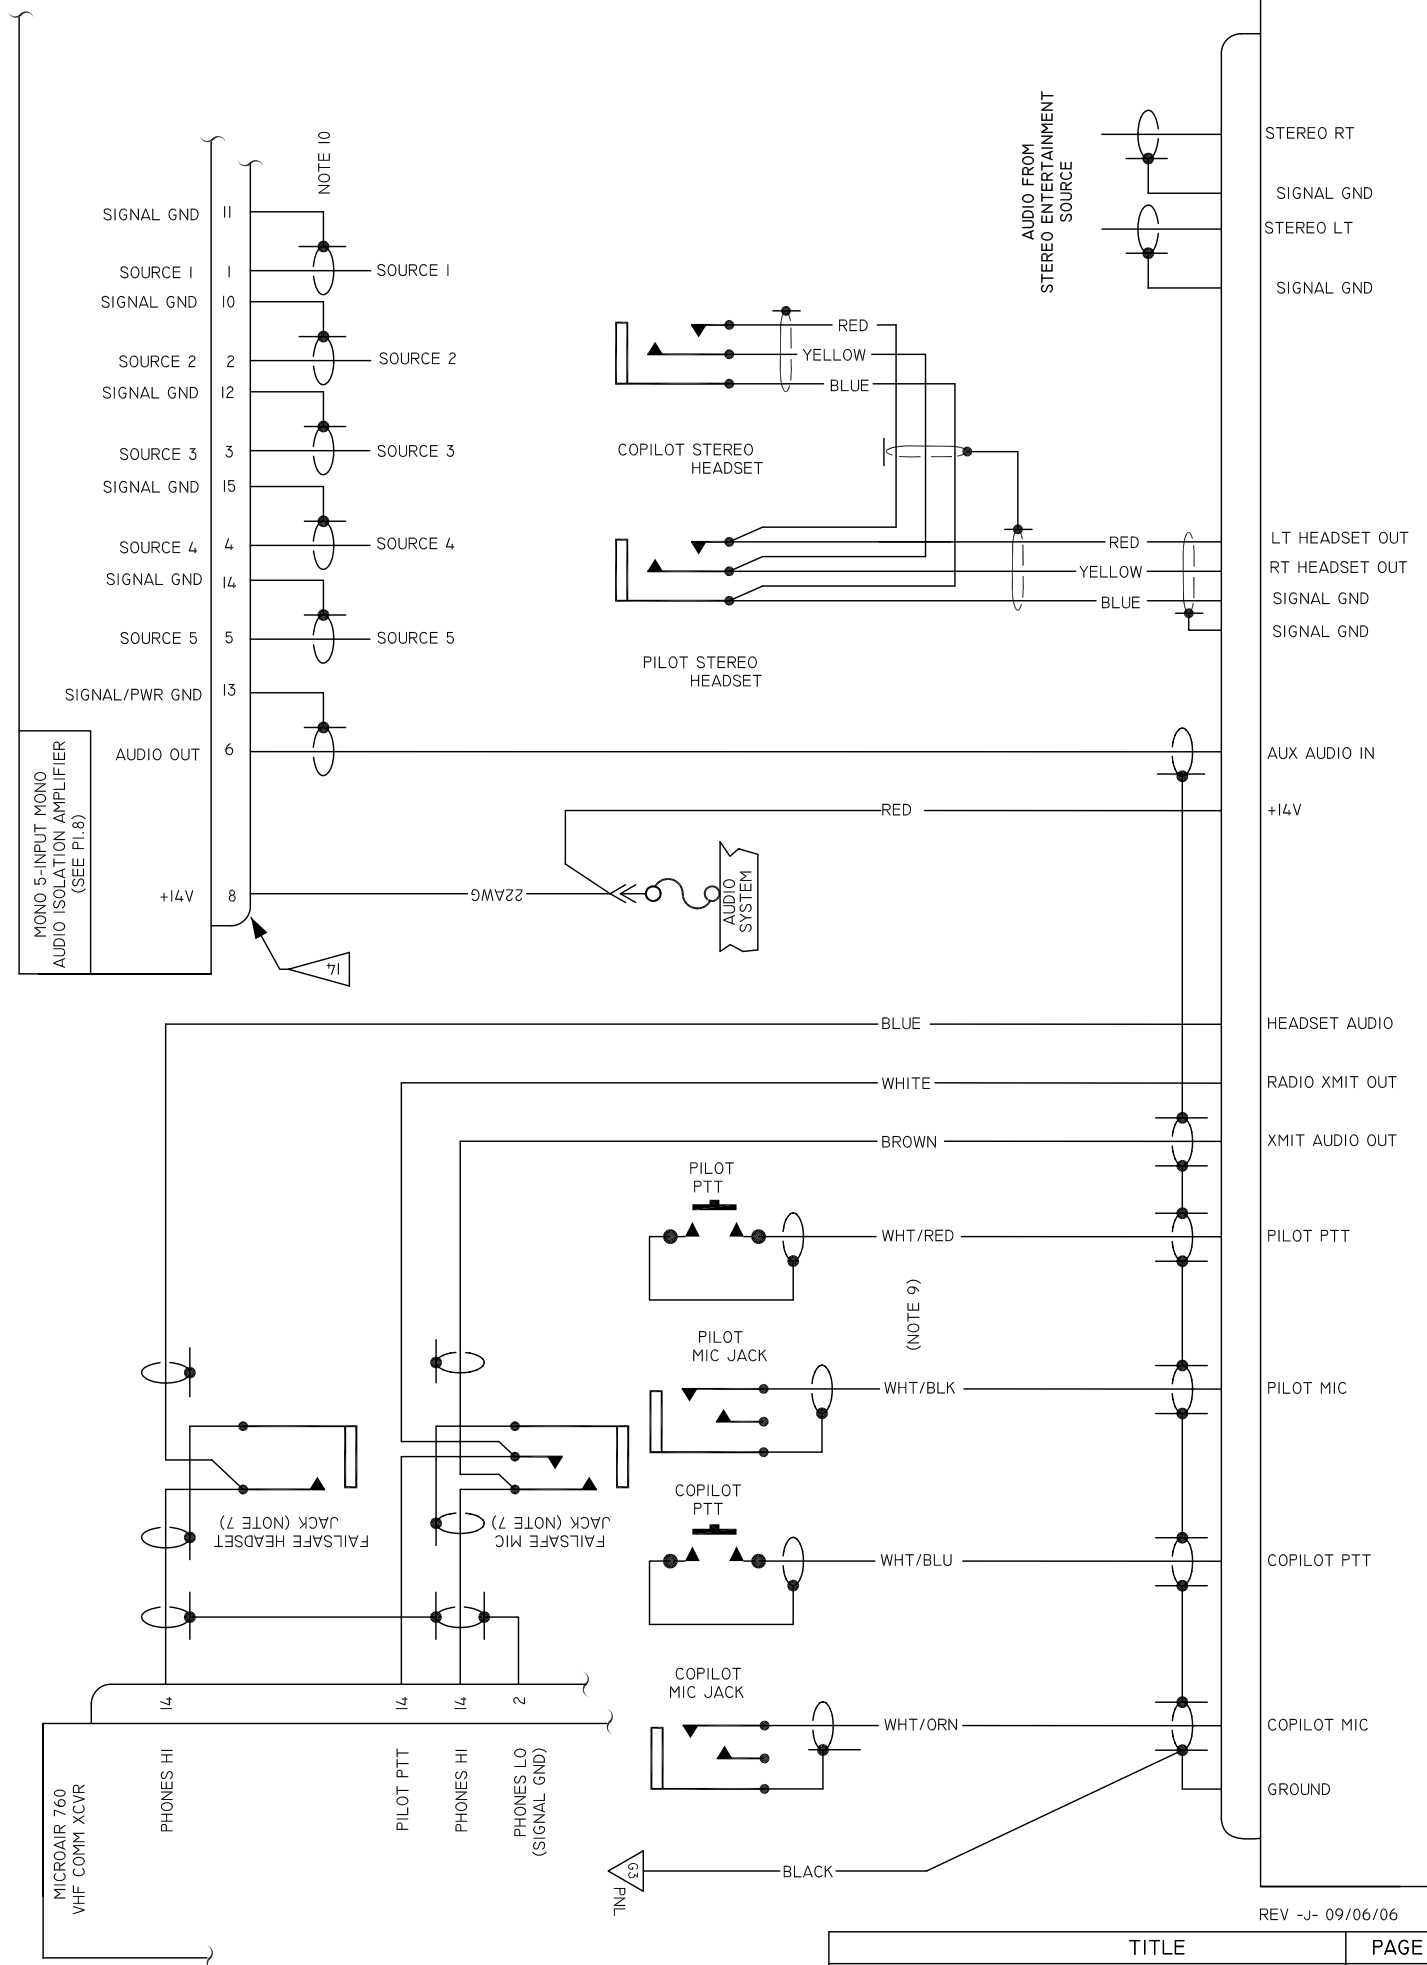 NOTE 10
SIGNAL GND 11
SOURCE 1 1 SOURCE 1
SIGNAL GND 10
SOURCE 2 2 SOURCE 2
SIGNAL GND 12
SOURCE 3 3 SOURCE 3
SIGNAL GND 15
SOURCE 4 4 SOURCE 4
SIGNAL GND 14
SOURCE 5 5 SOURCE 5
SIGNAL/PWR GND 13
AUDIO OUT 6
+14V 8
MONO 5-INPUT MONO
AUDIO ISOLATION AMPLIFIER
(SEE P1.8)
14
22AWG
AUDIO
SYSTEM
RED
YELLOW
BLUE
COPILOT STEREO
HEADSET
RED
YELLOW
BLUE
PILOT STEREO
HEADSET
AUDIO FROM
STEREO ENTERTAINMENT
SOURCE
STEREO RT
SIGNAL GND
STEREO LT
SIGNAL GND
LT HEADSET OUT
RT HEADSET OUT
SIGNAL GND
SIGNAL GND
AUX AUDIO IN
RED +14V
BLUE HEADSET AUDIO
WHITE RADIO XMIT OUT
BROWN XMIT AUDIO OUT
PILOT
PTT
WHT/RED PILOT PTT
(NOTE 9)
PILOT
MIC JACK
WHT/BLK PILOT MIC
COPILOT
PTT
WHT/BLU COPILOT PTT
COPILOT
MIC JACK
WHT/ORN COPILOT MIC
GROUND
BLACK
G3
PNL
FAILSAFE HEADSET
JACK (NOTE 7)
FAILSAFE MIC
JACK (NOTE 7)
14
14
14
2
PHONES HI
PILOT PTT
PHONES HI
PHONES LO
(SIGNAL GND)
MICROAIR 760
VHF COMM XCVR
REV -J- 09/06/06
TITLE PAGE